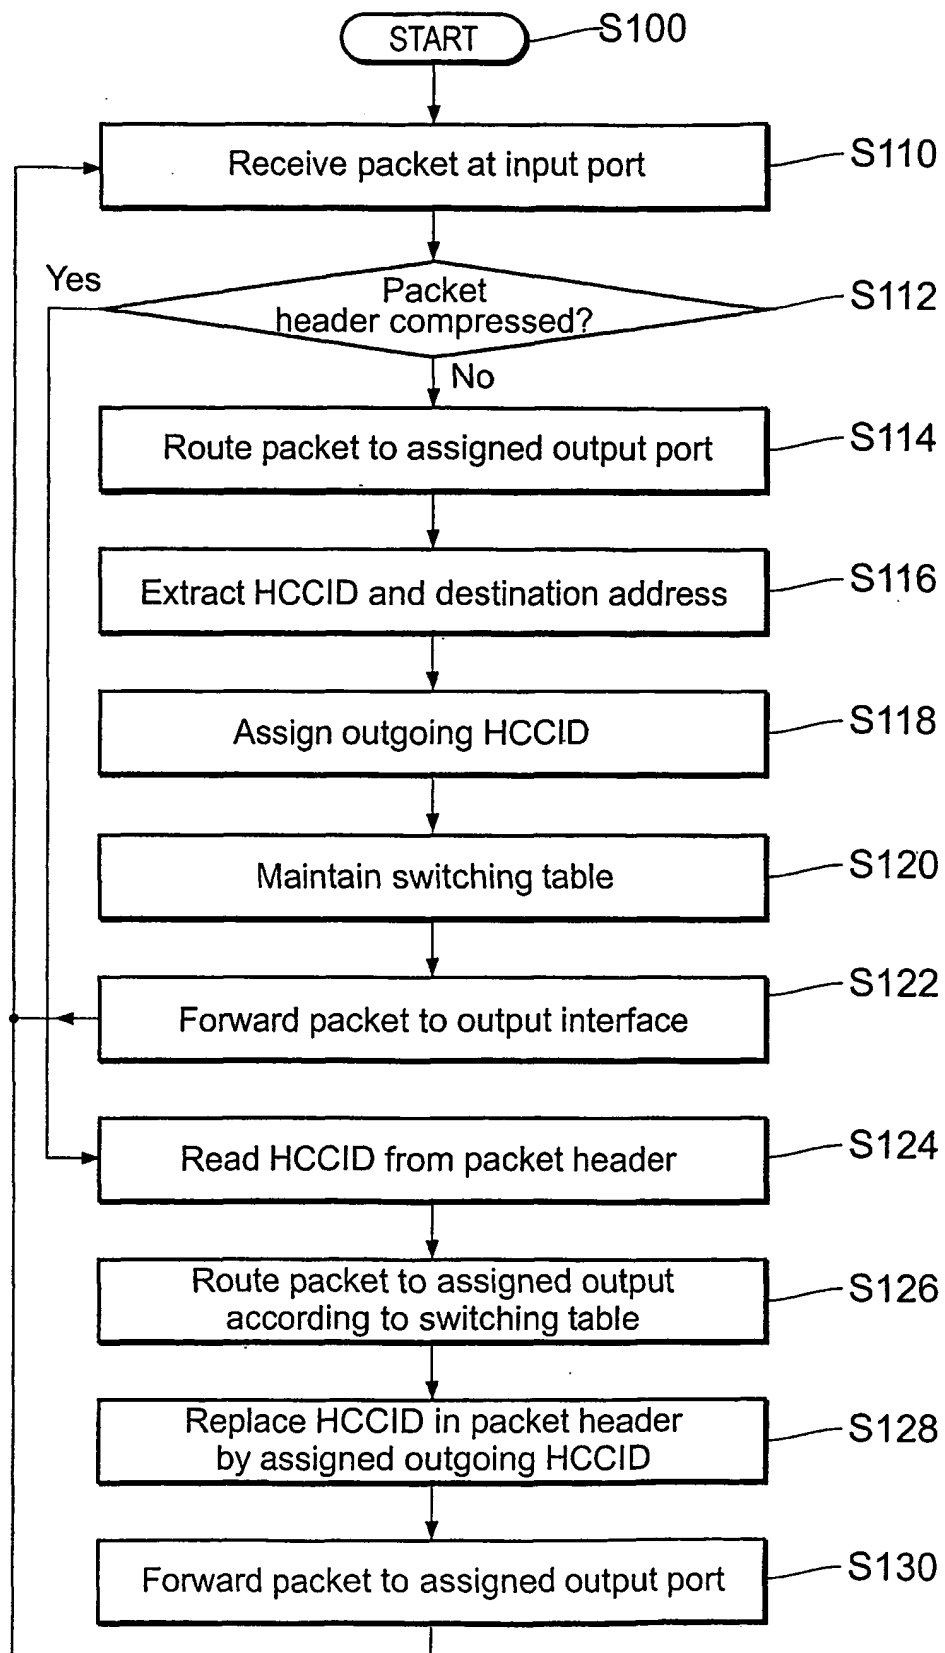 START
S100
Receive packet at input port
S110
Yes
Packet
header compressed?
S112
No
Route packet to assigned output port
S114
Extract HCCID and destination address
S116
Assign outgoing HCCID
S118
Maintain switching table
S120
Forward packet to output interface
S122
Read HCCID from packet header
S124
Route packet to assigned output
according to switching table
S126
Replace HCCID in packet header
by assigned outgoing HCCID
S128
Forward packet to assigned output port
S130